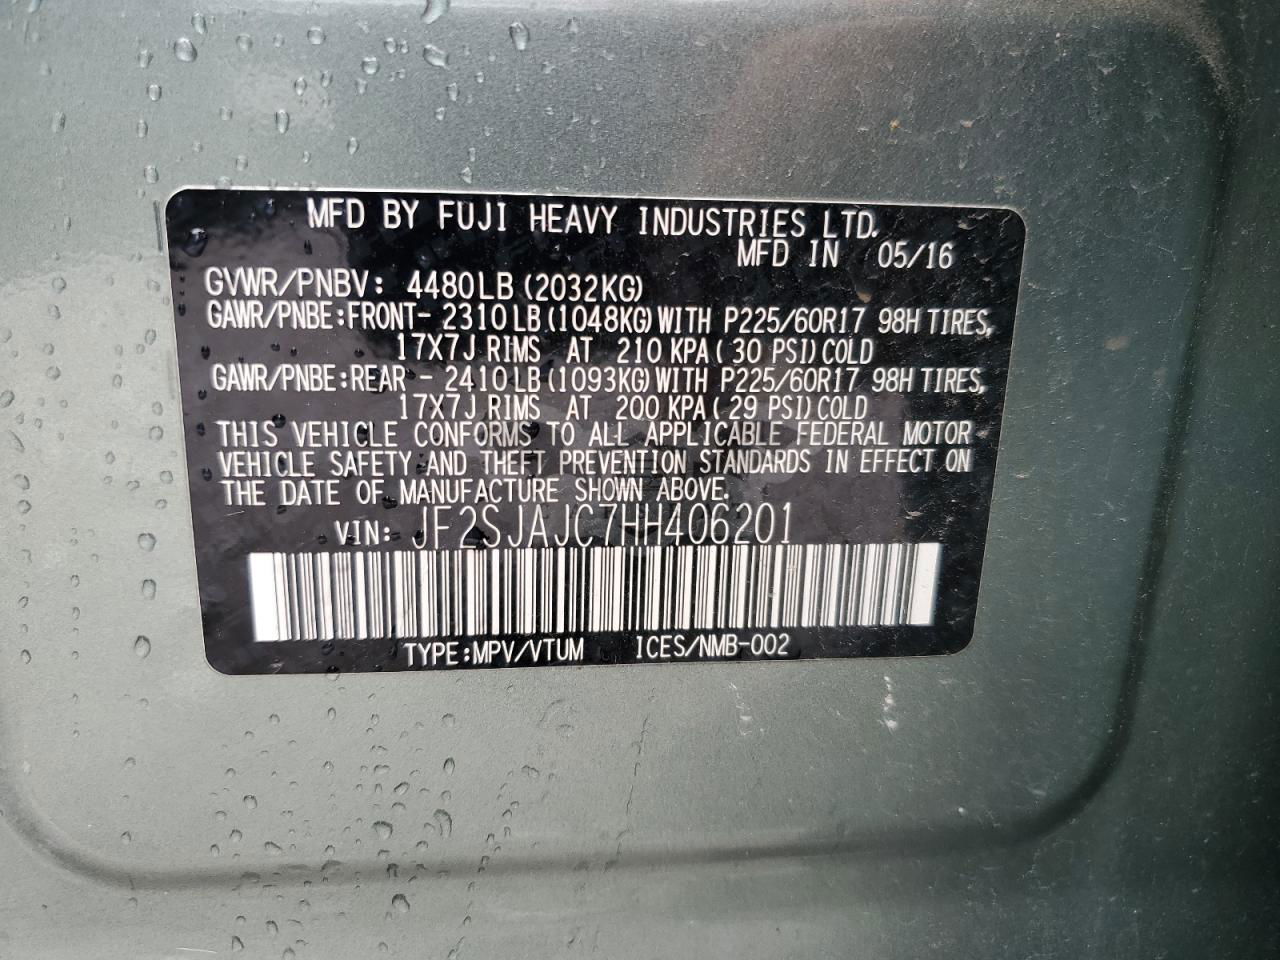 MFD BY FUJI HEAVY INDUSTRIES LTD.
MFD IN 05/16
GVWR/PNBV: 4480LB (2032KG)
GAWR/PNBE:FRONT- 2310 LB (1048KG) WITH P225/60R17 98H TIRES,
17X7J RIMS AT 210 KPA ( 30 PSI) COLD
GAWR/PNBE:REAR - 2410 LB (1093KG) WITH P225/60R17 98H TIRES,
17X7J RIMS AT 200 KPA ( 29 PSI) COLD
THIS VEHICLE CONFORMS TO ALL APPLICABLE FEDERAL MOTOR
VEHICLE SAFETY AND THEFT PREVENTION STANDARDS IN EFFECT ON
THE DATE OF MANUFACTURE SHOWN ABOVE.
VIN: JF2SJAJC7HH406201
TYPE:MPV/VTUM ICES/NMB-002